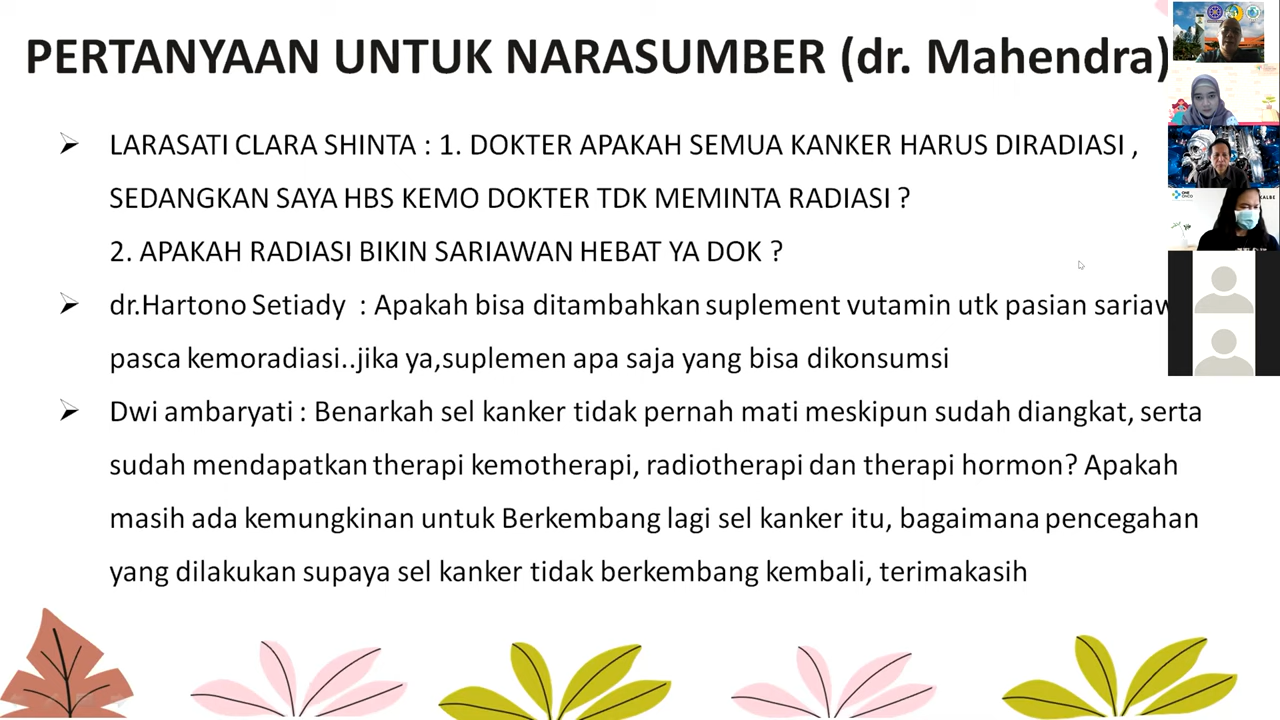 PERTANYAAN UNTUK NARASUMBER (dr. Mahendra)
LARASATI CLARA SHINTA : 1. DOKTER APAKAH SEMUA KANKER HARUS DIRADIASI ,
SEDANGKAN SAYA HBS KEMO DOKTER TDK MEMINTA RADIASI ?
2. APAKAH RADIASI BIKIN SARIAWAN HEBAT YA DOK ?
dr.Hartono Setiady : Apakah bisa ditambahkan suplement vutamin utk pasian sariaw
pasca kemoradiasi..jika ya,suplemen apa saja yang bisa dikonsumsi
Dwi ambaryati : Benarkah sel kanker tidak pernah mati meskipun sudah diangkat, serta
sudah mendapatkan therapi kemotherapi, radiotherapi dan therapi hormon? Apakah
masih ada kemungkinan untuk Berkembang lagi sel kanker itu, bagaimana pencegahan
yang dilakukan supaya sel kanker tidak berkembang kembali, terimakasih
ONE ONCO
KALBE